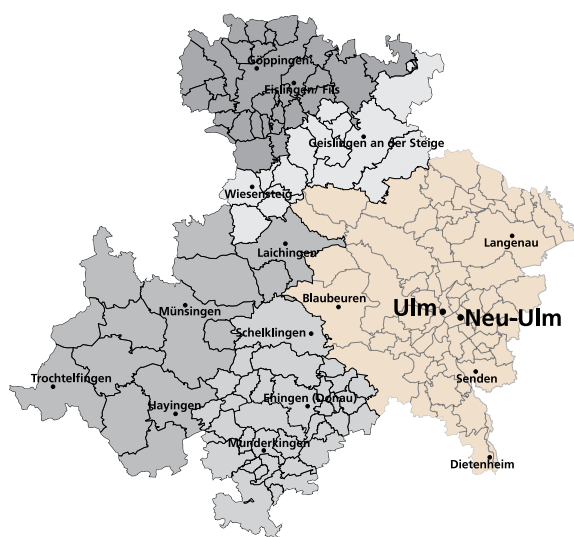 Göppingen
Eislingen/ Fils
Geislingen an der Steige
Wiesensteig
Langenau
Laichingen
Blaubeuren
Ulm
Neu-Ulm
Münsingen
Schelklingen
Trochtelfingen
Senden
Ehingen (Donau)
Hayingen
Munderkingen
Dietenheim